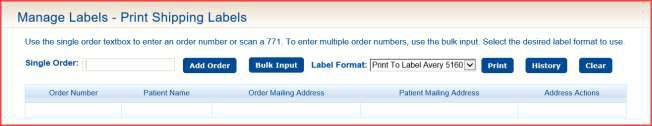 Manage Labels - Print Shipping Labels
Use the single order textbox to enter an order number or scan a 771. To enter multiple order numbers, use the bulk input. Select the desired label format to use.
Single Order: Add Order Bulk Input Label Format: Print To Label Avery 5160 Print History Clear
Order Number Patient Name Order Mailing Address Patient Mailing Address Address Actions